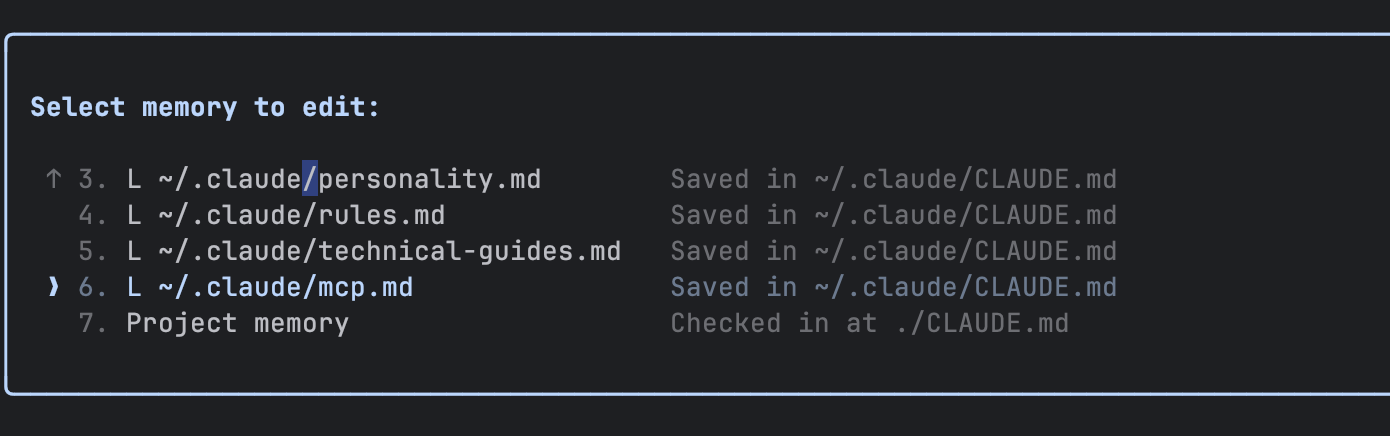 Select memory to edit:
↑ 3. L ~/.claude/personality.md Saved in ~/.claude/CLAUDE.md
4. L ~/.claude/rules.md Saved in ~/.claude/CLAUDE.md
5. L ~/.claude/technical-guides.md Saved in ~/.claude/CLAUDE.md
❯ 6. L ~/.claude/mcp.md Saved in ~/.claude/CLAUDE.md
7. Project memory Checked in at ./CLAUDE.md